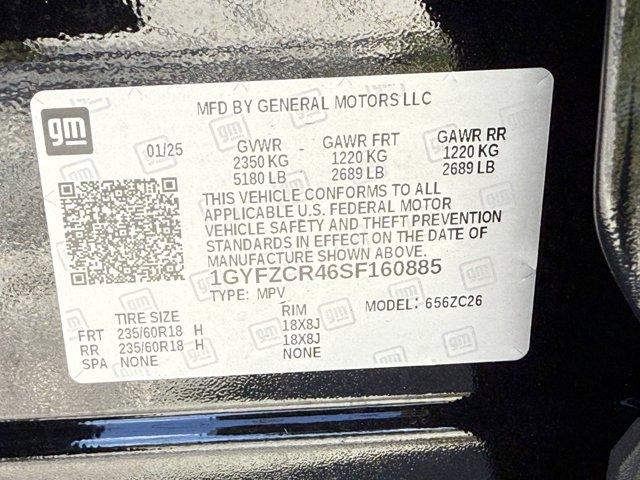 gm
MFD BY GENERAL MOTORS LLC
01/25 GVWR - GAWR FRT GAWR RR
2350 KG 1220 KG 1220 KG
5180 LB 2689 LB 2689 LB
THIS VEHICLE CONFORMS TO ALL
APPLICABLE U.S. FEDERAL MOTOR
VEHICLE SAFETY AND THEFT PREVENTION
STANDARDS IN EFFECT ON THE DATE OF
MANUFACTURE SHOWN ABOVE.
1GYFZCR46SF160885
TYPE: MPV MODEL: 656ZC26
TIRE SIZE RIM
FRT 235/60R18 H 18X8J
RR 235/60R18 H 18X8J
SPA NONE NONE